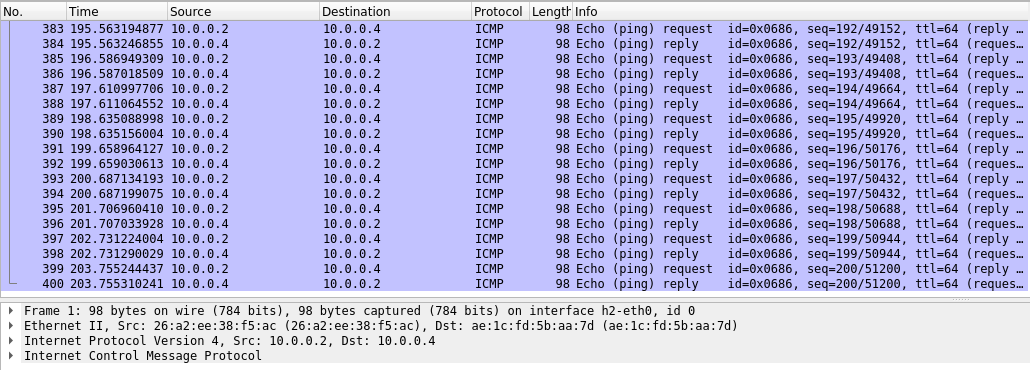 No. Time Source Destination Protocol Length Info
383 195.563194877 10.0.0.2 10.0.0.4 ICMP 98 Echo (ping) request id=0x0686, seq=192/49152, ttl=64 (reply …
384 195.563246855 10.0.0.4 10.0.0.2 ICMP 98 Echo (ping) reply id=0x0686, seq=192/49152, ttl=64 (reques…
385 196.586949309 10.0.0.2 10.0.0.4 ICMP 98 Echo (ping) request id=0x0686, seq=193/49408, ttl=64 (reply …
386 196.587018509 10.0.0.4 10.0.0.2 ICMP 98 Echo (ping) reply id=0x0686, seq=193/49408, ttl=64 (reques…
387 197.610997706 10.0.0.2 10.0.0.4 ICMP 98 Echo (ping) request id=0x0686, seq=194/49664, ttl=64 (reply …
388 197.611064552 10.0.0.4 10.0.0.2 ICMP 98 Echo (ping) reply id=0x0686, seq=194/49664, ttl=64 (reques…
389 198.635088998 10.0.0.2 10.0.0.4 ICMP 98 Echo (ping) request id=0x0686, seq=195/49920, ttl=64 (reply …
390 198.635156004 10.0.0.4 10.0.0.2 ICMP 98 Echo (ping) reply id=0x0686, seq=195/49920, ttl=64 (reques…
391 199.658964127 10.0.0.2 10.0.0.4 ICMP 98 Echo (ping) request id=0x0686, seq=196/50176, ttl=64 (reply …
392 199.659030613 10.0.0.4 10.0.0.2 ICMP 98 Echo (ping) reply id=0x0686, seq=196/50176, ttl=64 (reques…
393 200.687134193 10.0.0.2 10.0.0.4 ICMP 98 Echo (ping) request id=0x0686, seq=197/50432, ttl=64 (reply …
394 200.687199075 10.0.0.4 10.0.0.2 ICMP 98 Echo (ping) reply id=0x0686, seq=197/50432, ttl=64 (reques…
395 201.706960410 10.0.0.2 10.0.0.4 ICMP 98 Echo (ping) request id=0x0686, seq=198/50688, ttl=64 (reply …
396 201.707033928 10.0.0.4 10.0.0.2 ICMP 98 Echo (ping) reply id=0x0686, seq=198/50688, ttl=64 (reques…
397 202.731224004 10.0.0.2 10.0.0.4 ICMP 98 Echo (ping) request id=0x0686, seq=199/50944, ttl=64 (reply …
398 202.731290029 10.0.0.4 10.0.0.2 ICMP 98 Echo (ping) reply id=0x0686, seq=199/50944, ttl=64 (reques…
399 203.755244437 10.0.0.2 10.0.0.4 ICMP 98 Echo (ping) request id=0x0686, seq=200/51200, ttl=64 (reply …
400 203.755310241 10.0.0.4 10.0.0.2 ICMP 98 Echo (ping) reply id=0x0686, seq=200/51200, ttl=64 (reques…
Frame 1: 98 bytes on wire (784 bits), 98 bytes captured (784 bits) on interface h2-eth0, id 0
Ethernet II, Src: 26:a2:ee:38:f5:ac (26:a2:ee:38:f5:ac), Dst: ae:1c:fd:5b:aa:7d (ae:1c:fd:5b:aa:7d)
Internet Protocol Version 4, Src: 10.0.0.2, Dst: 10.0.0.4
Internet Control Message Protocol